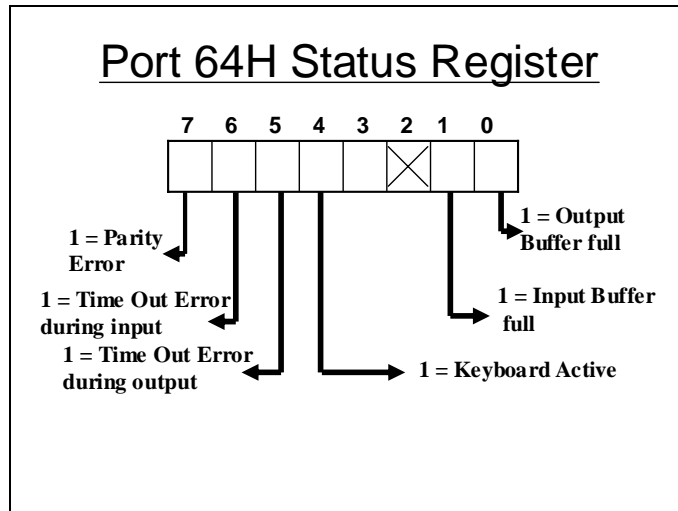 Port 64H Status Register
7 6 5 4 3 2 1 0
1 = Output
Buffer full
1 = Parity
Error
1 = Input Buffer
full
1 = Time Out Error
during input
1 = Time Out Error
during output
1 = Keyboard Active